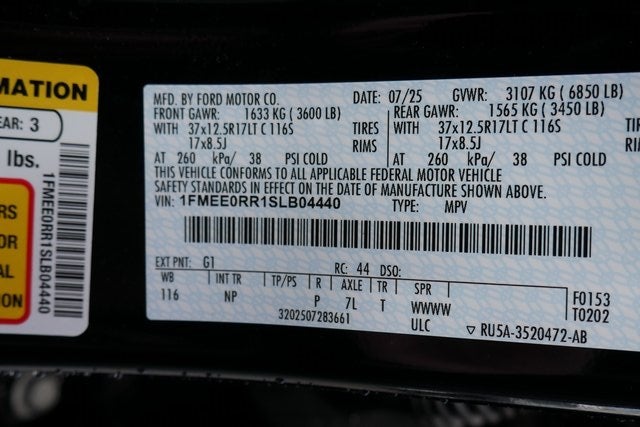 MATION
EAR: 3
lbs.
RS
OR
AL
ION
1FMEE0RR1SLB04440
MFD. BY FORD MOTOR CO. DATE: 07/25 GVWR: 3107 KG ( 6850 LB)
FRONT GAWR: 1633 KG ( 3600 LB) REAR GAWR: 1565 KG ( 3450 LB)
WITH 37x12.5R17LT C 116S TIRES WITH 37x12.5R17LT C 116S TIRES
17x8.5J RIMS 17x8.5J RIMS
AT 260 kPa/ 38 PSI COLD AT 260 kPa/ 38 PSI COLD
THIS VEHICLE CONFORMS TO ALL APPLICABLE FEDERAL MOTOR VEHICLE
SAFETY STANDARDS IN EFFECT ON THE DATE OF MANUFACTURE SHOWN ABOVE.
VIN: 1FMEE0RR1SLB04440 TYPE: MPV
EXT PNT: G1 RC: 44 DSO:
WB INT TR TP/PS R AXLE TR SPR
116 NP P 7L T WWWW F0153
3202507283661 ULC T0202
▽ RU5A-3520472-AB